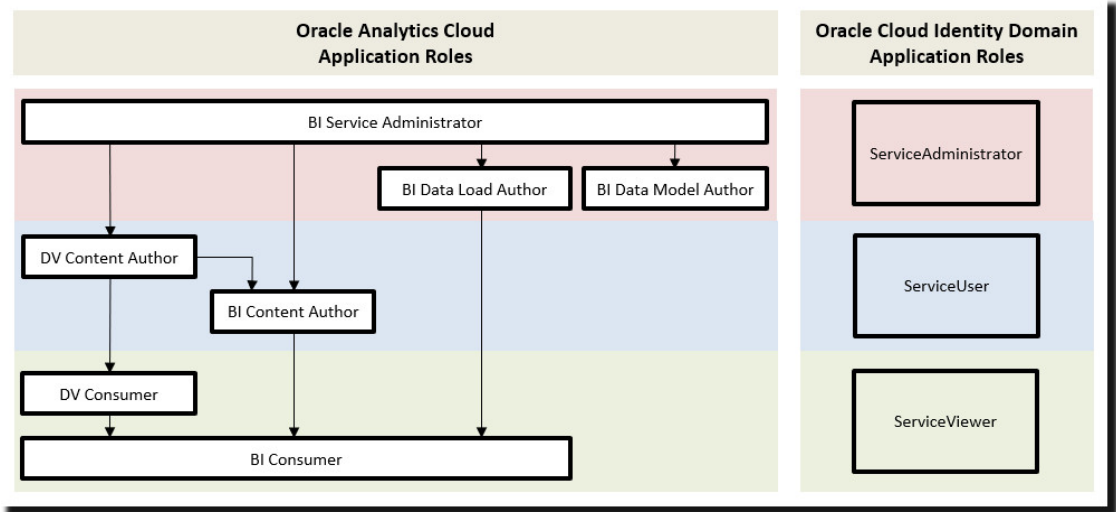 Oracle Analytics Cloud
Application Roles
Oracle Cloud Identity Domain
Application Roles
BI Service Administrator
ServiceAdministrator
BI Data Load Author
BI Data Model Author
DV Content Author
ServiceUser
BI Content Author
DV Consumer
ServiceViewer
BI Consumer